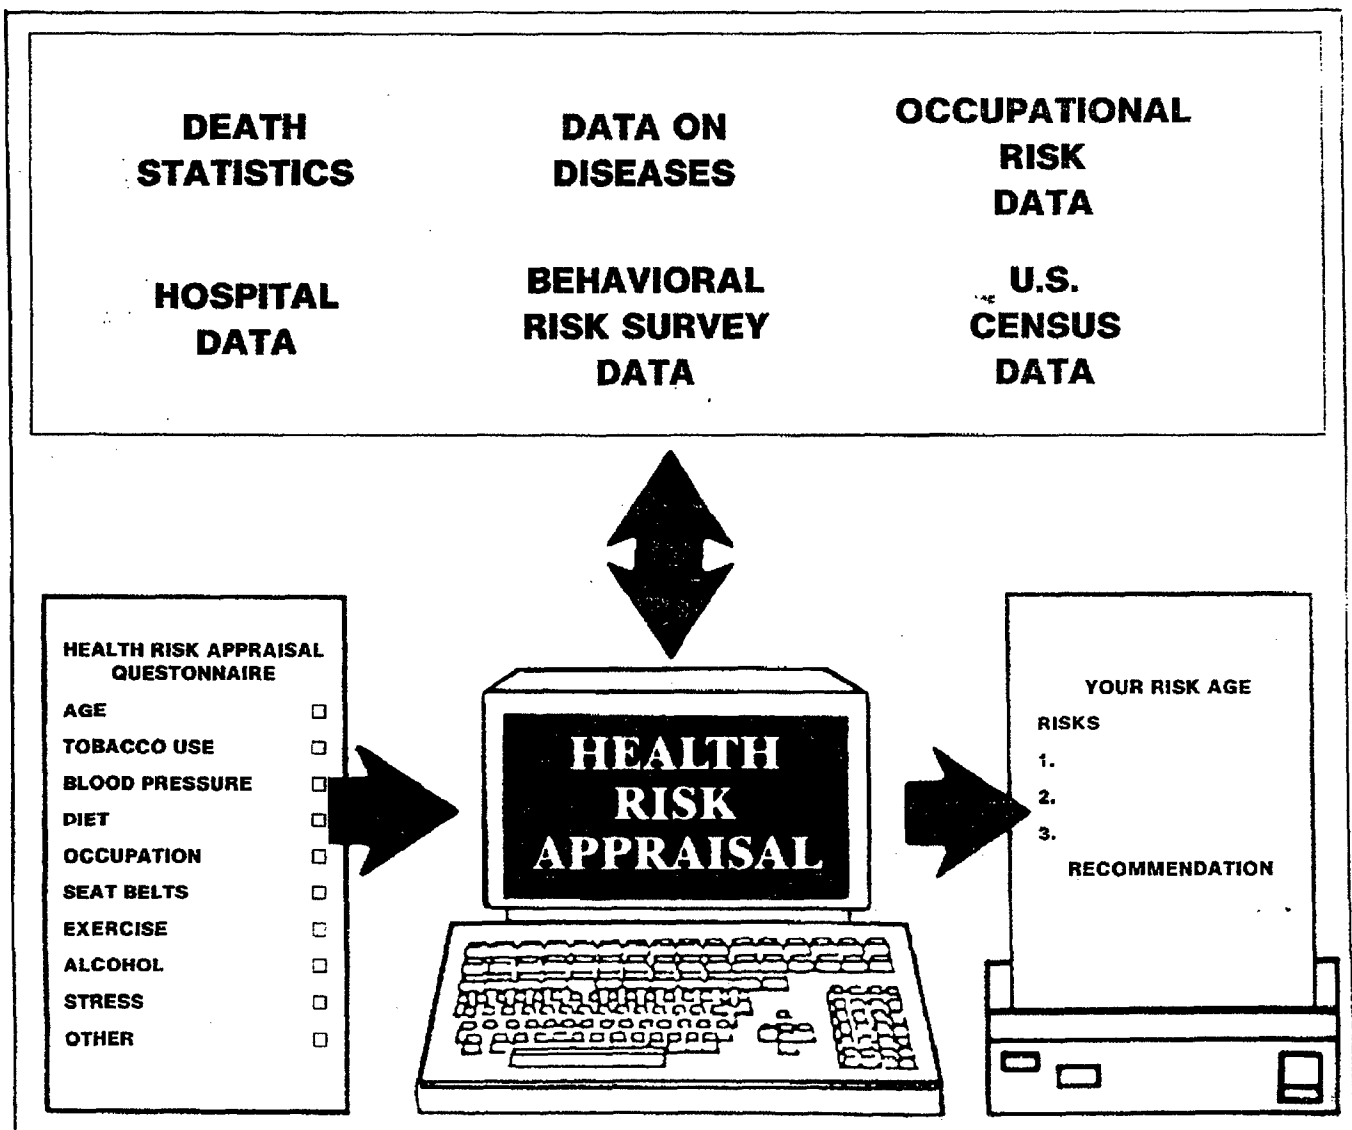 DEATH
STATISTICS
DATA ON
DISEASES
OCCUPATIONAL
RISK
DATA
HOSPITAL
DATA
BEHAVIORAL
RISK SURVEY
DATA
U.S.
CENSUS
DATA
HEALTH RISK APPRAISAL
QUESTONNAIRE
AGE
TOBACCO USE
BLOOD PRESSURE
DIET
OCCUPATION
SEAT BELTS
EXERCISE
ALCOHOL
STRESS
OTHER
HEALTH
RISK
APPRAISAL
YOUR RISK AGE
RISKS
1.
2.
3.
RECOMMENDATION